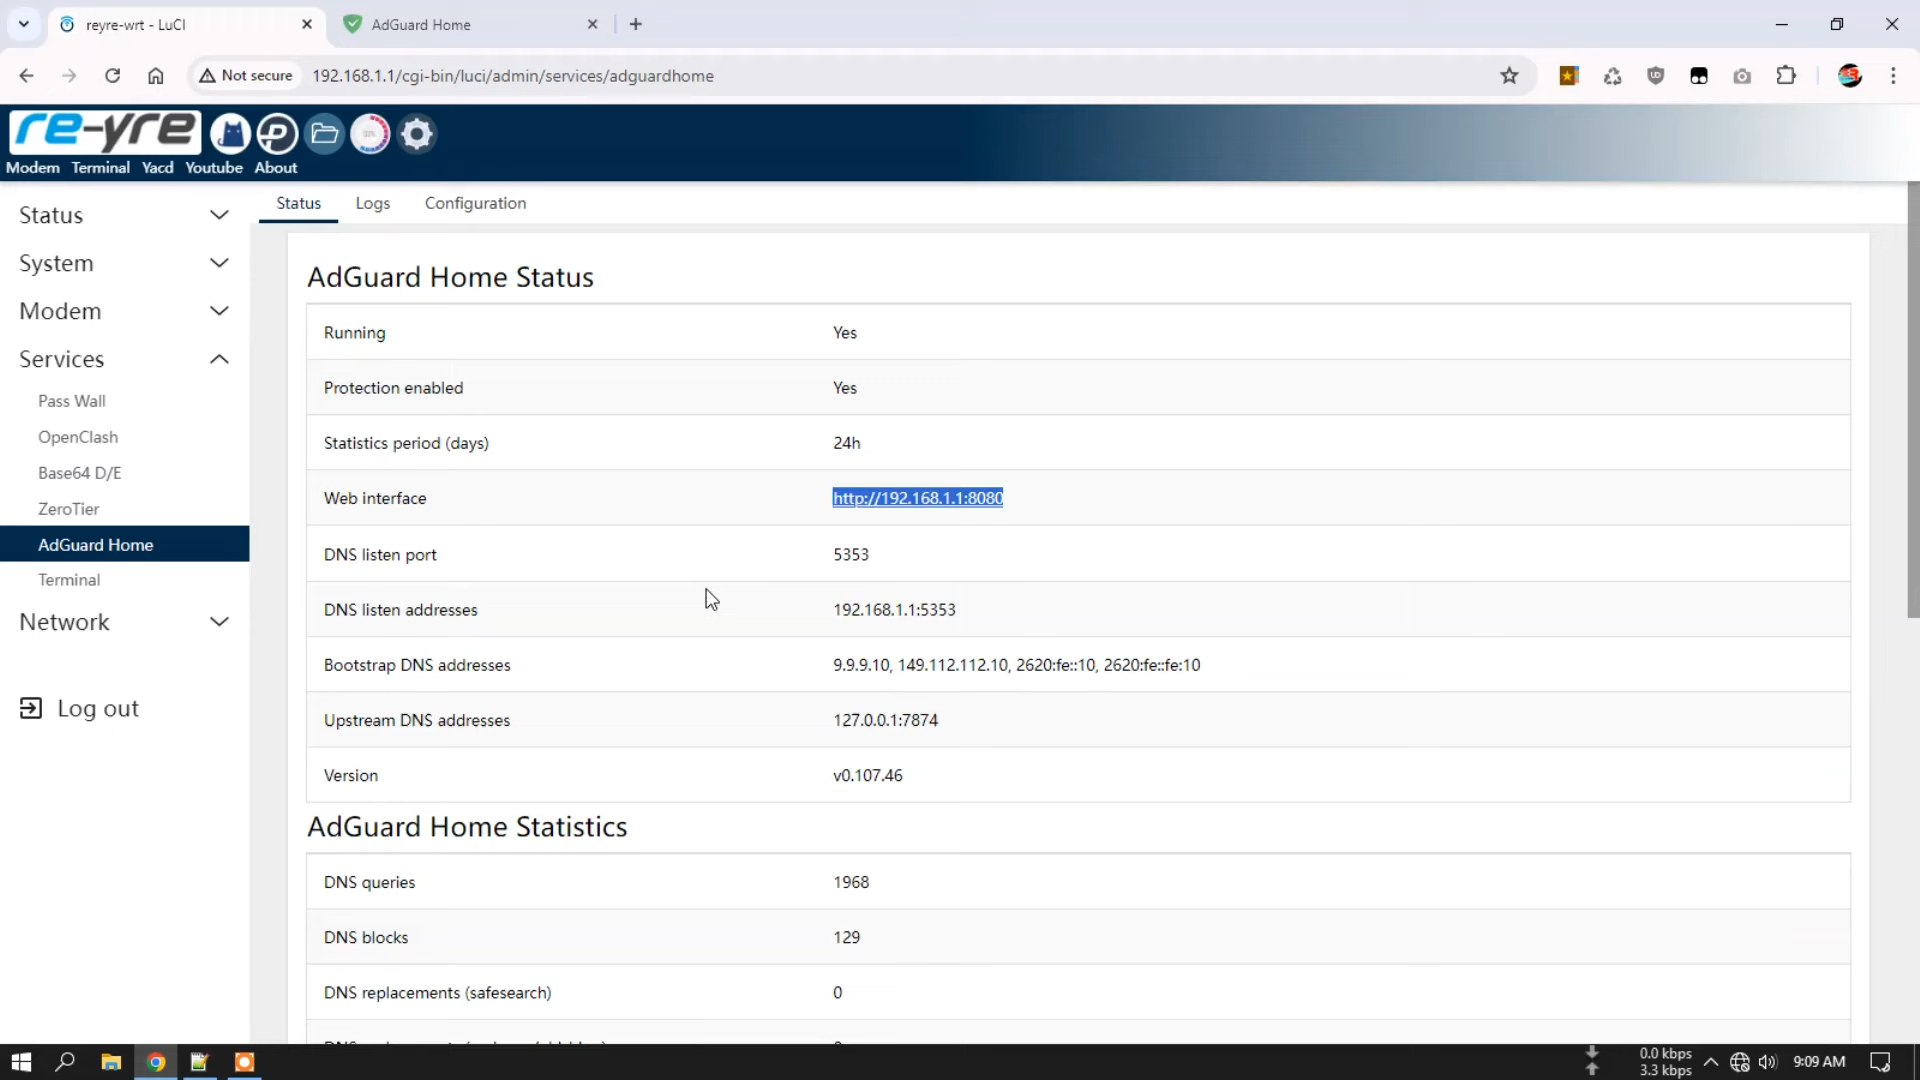 reyre-wrt - LuCI
AdGuard Home
Not secure
192.168.1.1/cgi-bin/luci/admin/services/adguardhome
re-yre
Modem Terminal Yacd Youtube About
Status
System
Modem
Services
Pass Wall
OpenClash
Base64 D/E
ZeroTier
AdGuard Home
Terminal
Network
Log out
Status Logs Configuration
AdGuard Home Status
Running Yes
Protection enabled Yes
Statistics period (days) 24h
Web interface http://192.168.1.1:8080
DNS listen port 5353
DNS listen addresses 192.168.1.1:5353
Bootstrap DNS addresses 9.9.9.10, 149.112.112.10, 2620:fe::10, 2620:fe::fe:10
Upstream DNS addresses 127.0.0.1:7874
Version v0.107.46
AdGuard Home Statistics
DNS queries 1968
DNS blocks 129
DNS replacements (safesearch) 0
0.0 kbps
3.3 kbps
9:09 AM